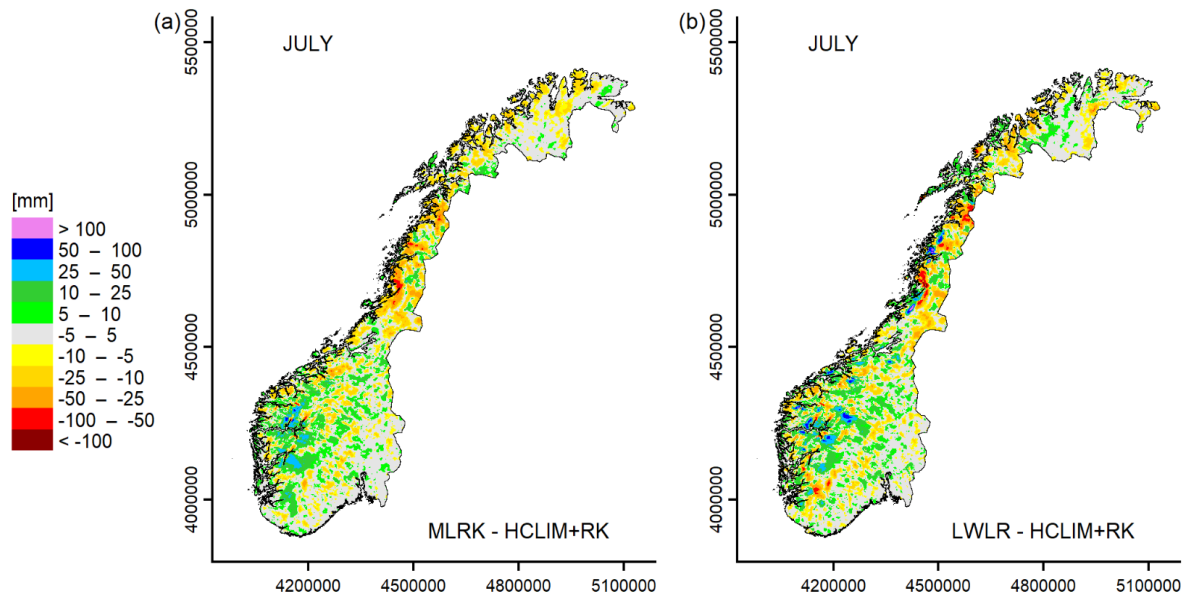 (a)
JULY
5500000
5000000
4500000
4000000
4200000 4500000 4800000 5100000
MLRK - HCLIM+RK
[mm]
> 100
50 – 100
25 – 50
10 – 25
5 – 10
-5 – 5
-10 – -5
-25 – -10
-50 – -25
-100 – -50
< -100
(b)
JULY
5500000
5000000
4500000
4000000
4200000 4500000 4800000 5100000
LWLR - HCLIM+RK